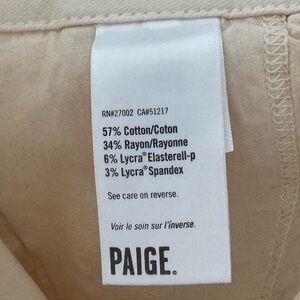 RN#27002 CA#51217
57% Cotton/Coton
34% Rayon/Rayonne
6% Lycra® Elasterell-p
3% Lycra® Spandex
See care on reverse.
Voir le soin sur l'inverse.
PAIGE®